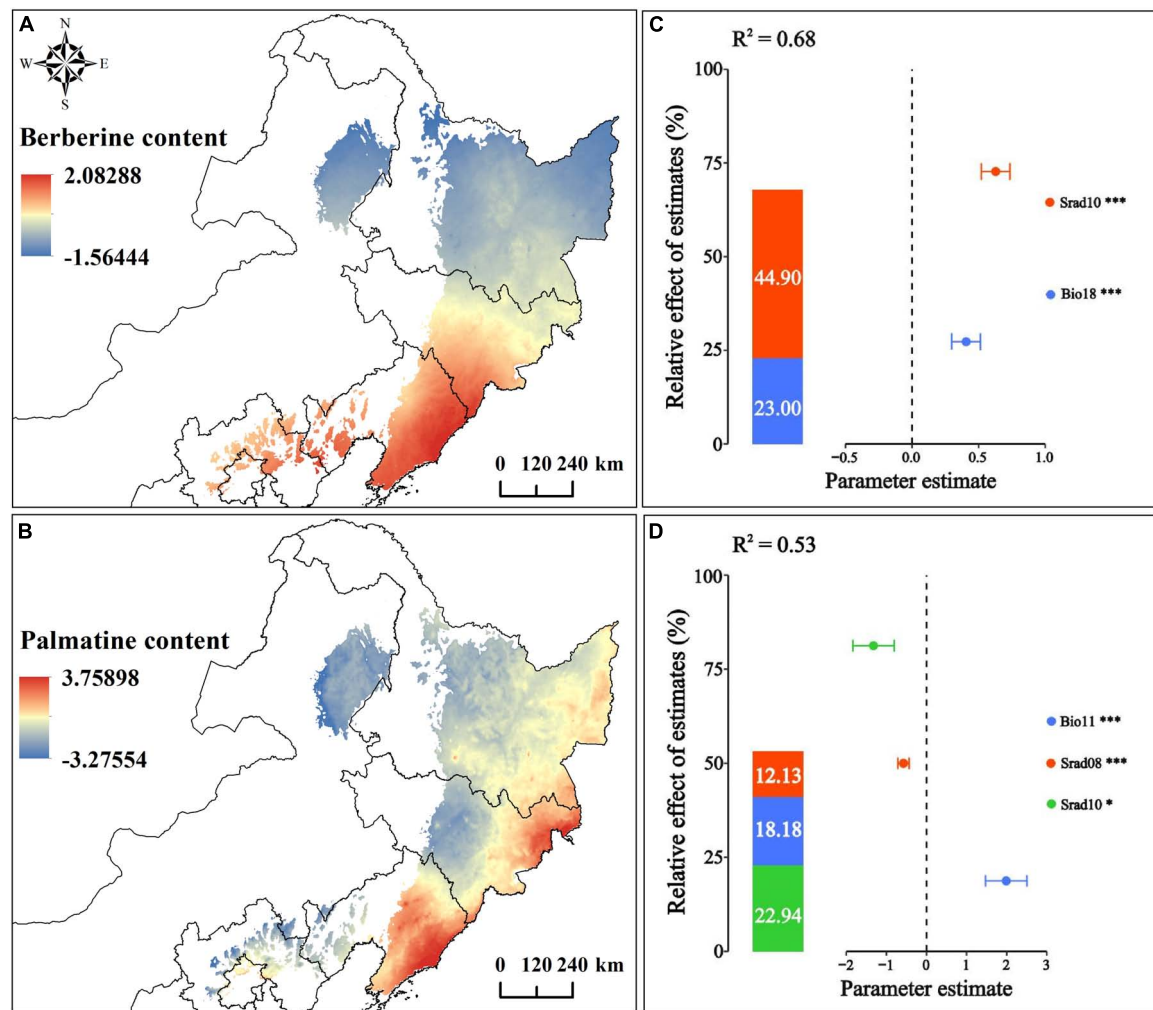 A
N
W E
S
Berberine content
2.08288
-1.56444
0 120 240 km
B
Palmatine content
3.75898
-3.27554
0 120 240 km
C
R² = 0.68
Relative effect of estimates (%)
100
75
50
25
0
44.90
23.00
Srad10 ***
Bio18 ***
−0.5 0.0 0.5 1.0
Parameter estimate
D
R² = 0.53
Relative effect of estimates (%)
100
75
50
25
0
12.13
18.18
22.94
Bio11 ***
Srad08 ***
Srad10 *
−2 −1 0 1 2 3
Parameter estimate